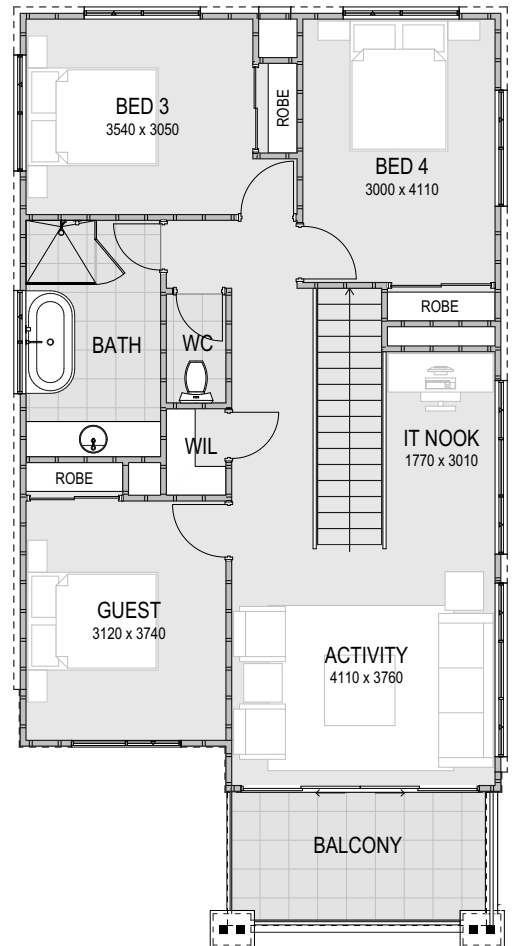 BED 3
3540 x 3050
ROBE
BED 4
3000 x 4110
ROBE
BATH
WC
IT NOOK
1770 x 3010
WIL
ROBE
GUEST
3120 x 3740
ACTIVITY
4110 x 3760
BALCONY